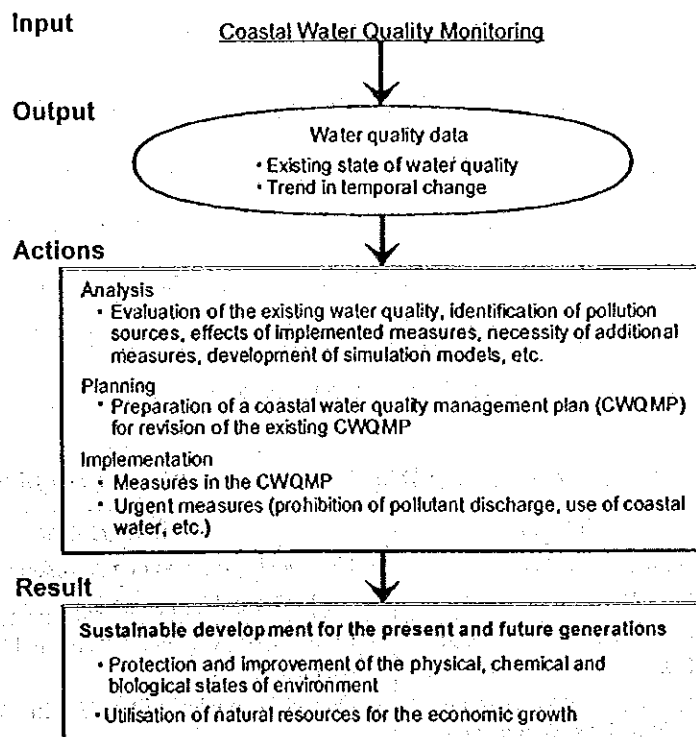 Input
Coastal Water Quality Monitoring
Output
Water quality data
• Existing state of water quality
• Trend in temporal change
Actions
Analysis
• Evaluation of the existing water quality, identification of pollution
sources, effects of implemented measures, necessity of additional
measures, development of simulation models, etc.
Planning
• Preparation of a coastal water quality management plan (CWQMP)
for revision of the existing CWQMP
Implementation
• Measures in the CWQMP
• Urgent measures (prohibition of pollutant discharge, use of coastal
water, etc.)
Result
Sustainable development for the present and future generations
• Protection and improvement of the physical, chemical and
biological states of environment
• Utilisation of natural resources for the economic growth